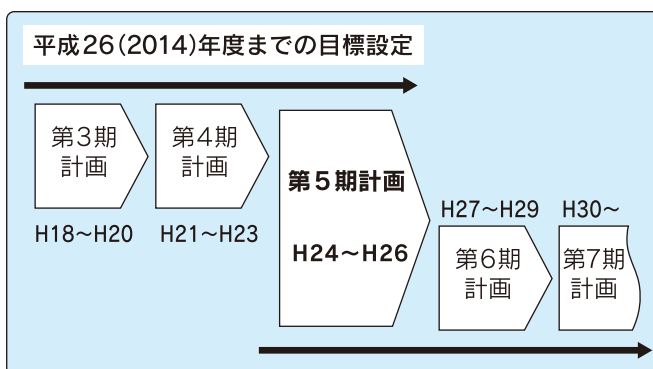 平成26(2014)年度までの目標設定
第3期
計画
第4期
計画
第5期計画
H18～H20
H21～H23
H24～H26
H27～H29
H30～
第6期
計画
第7期
計画